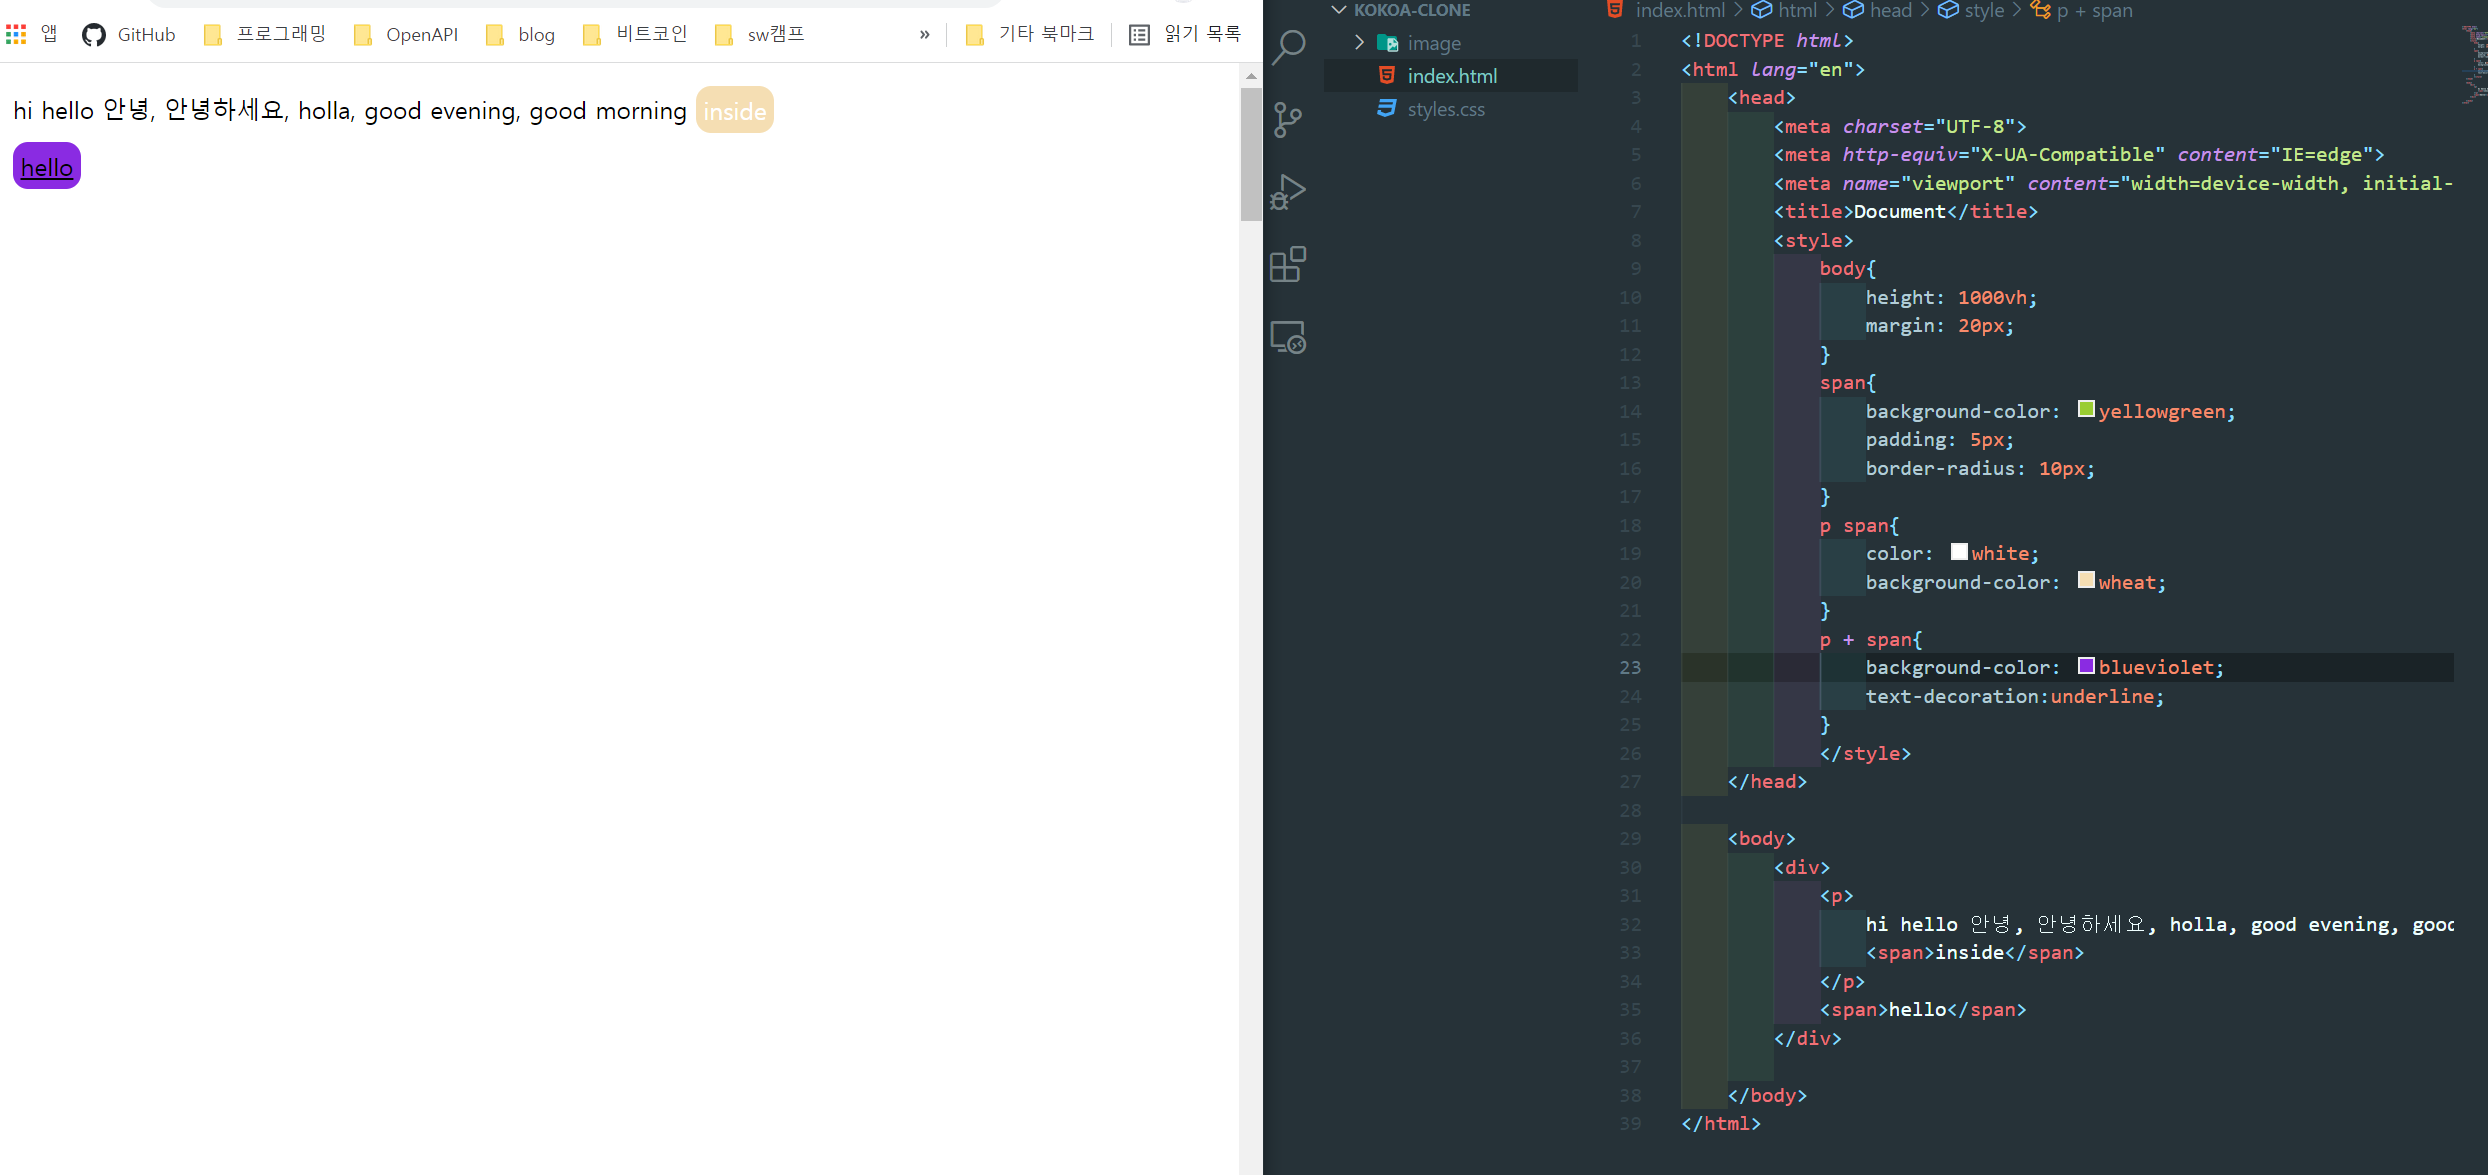 앱 GitHub 프로그래밍 OpenAPI blog 비트코인 sw캠프 » 기타 북마크 읽기 목록
hi hello 안녕, 안녕하세요, holla, good evening, good morning inside
hello
KOKOA-CLONE
image
index.html
styles.css
index.html > html > head > style > p + span
1 <!DOCTYPE html>
2 <html lang="en">
3 <head>
4 <meta charset="UTF-8">
5 <meta http-equiv="X-UA-Compatible" content="IE=edge">
6 <meta name="viewport" content="width=device-width, initial-
7 <title>Document</title>
8 <style>
9 body{
10 height: 1000vh;
11 margin: 20px;
12 }
13 span{
14 background-color: yellowgreen;
15 padding: 5px;
16 border-radius: 10px;
17 }
18 p span{
19 color: white;
20 background-color: wheat;
21 }
22 p + span{
23 background-color: blueviolet;
24 text-decoration:underline;
25 }
26 </style>
27 </head>
28
29 <body>
30 <div>
31 <p>
32 hi hello 안녕, 안녕하세요, holla, good evening, good
33 <span>inside</span>
34 </p>
35 <span>hello</span>
36 </div>
37
38 </body>
39 </html>